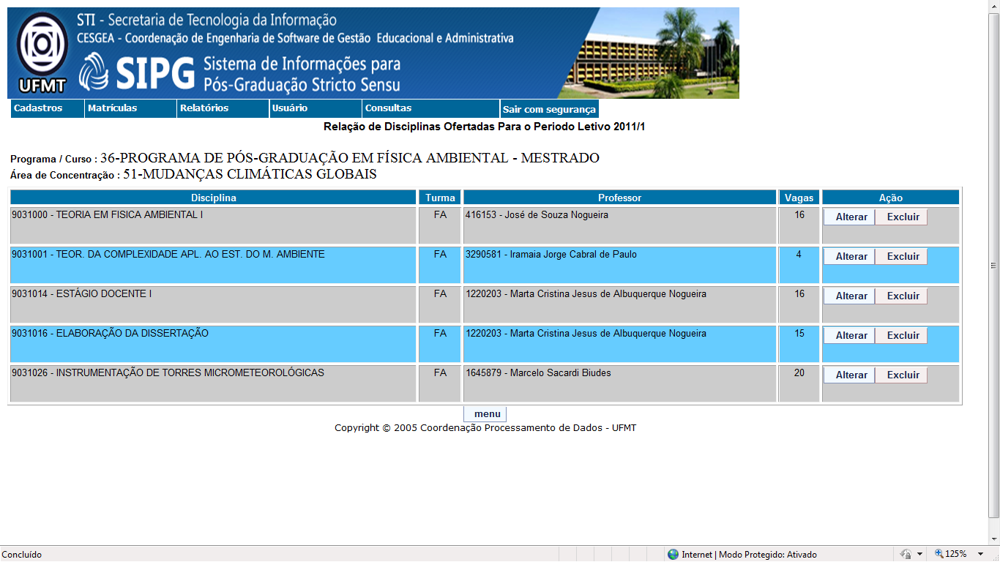 STI - Secretaria de Tecnologia da Informação
CESGEA - Coordenação de Engenharia de Software de Gestão Educacional e Administrativa
UFMT
SIPG
Sistema de Informações para
Pós-Graduação Stricto Sensu
Cadastros Matrículas Relatórios Usuário Consultas Sair com segurança
Relação de Disciplinas Ofertadas Para o Periodo Letivo 2011/1
Programa / Curso : 36-PROGRAMA DE PÓS-GRADUAÇÃO EM FÍSICA AMBIENTAL - MESTRADO
Área de Concentração : 51-MUDANÇAS CLIMÁTICAS GLOBAIS
Disciplina Turma Professor Vagas Ação
9031000 - TEORIA EM FISICA AMBIENTAL I FA 416153 - José de Souza Nogueira 16 Alterar Excluir
9031001 - TEOR. DA COMPLEXIDADE APL. AO EST. DO M. AMBIENTE FA 3290581 - Iramaia Jorge Cabral de Paulo 4 Alterar Excluir
9031014 - ESTÁGIO DOCENTE I FA 1220203 - Marta Cristina Jesus de Albuquerque Nogueira 16 Alterar Excluir
9031016 - ELABORAÇÃO DA DISSERTAÇÃO FA 1220203 - Marta Cristina Jesus de Albuquerque Nogueira 15 Alterar Excluir
9031026 - INSTRUMENTAÇÃO DE TORRES MICROMETEOROLÓGICAS FA 1645879 - Marcelo Sacardi Biudes 20 Alterar Excluir
menu
Copyright © 2005 Coordenação Processamento de Dados - UFMT
Concluído Internet | Modo Protegido: Ativado 125%